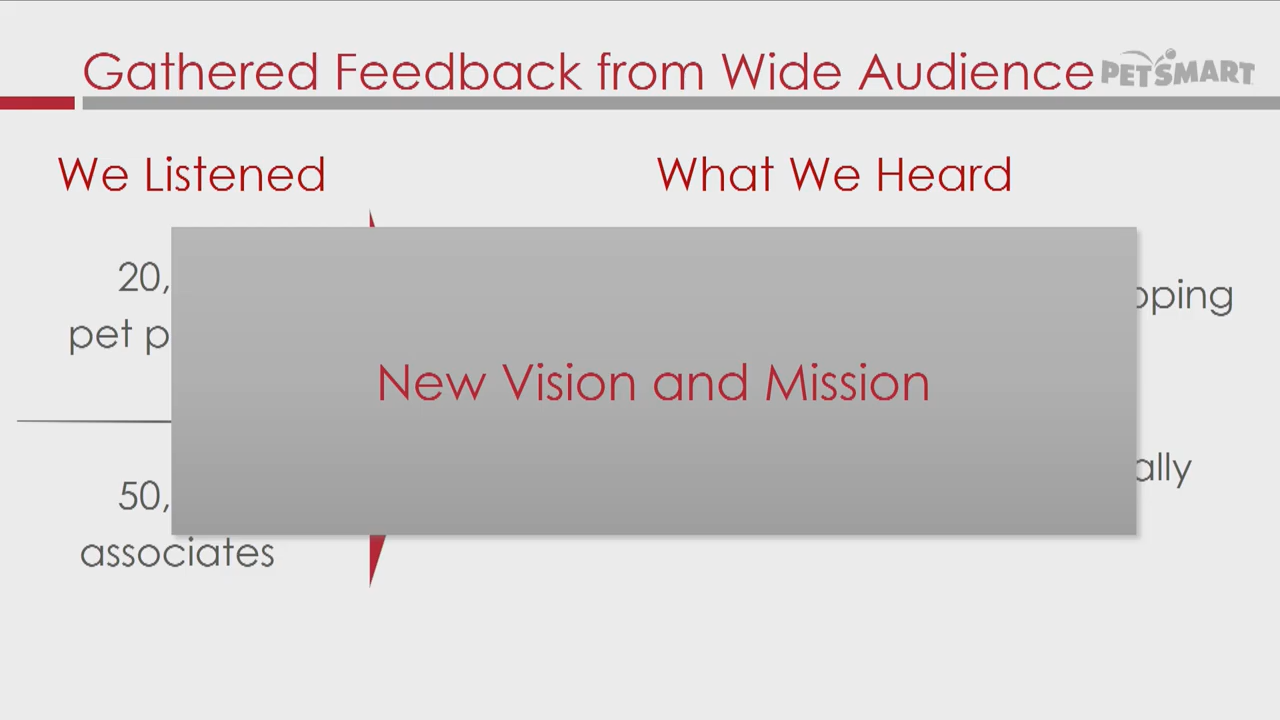 Gathered Feedback from Wide Audience
PETSMART
We Listened
What We Heard
20,
pet p
pping
New Vision and Mission
50,
associates
ally